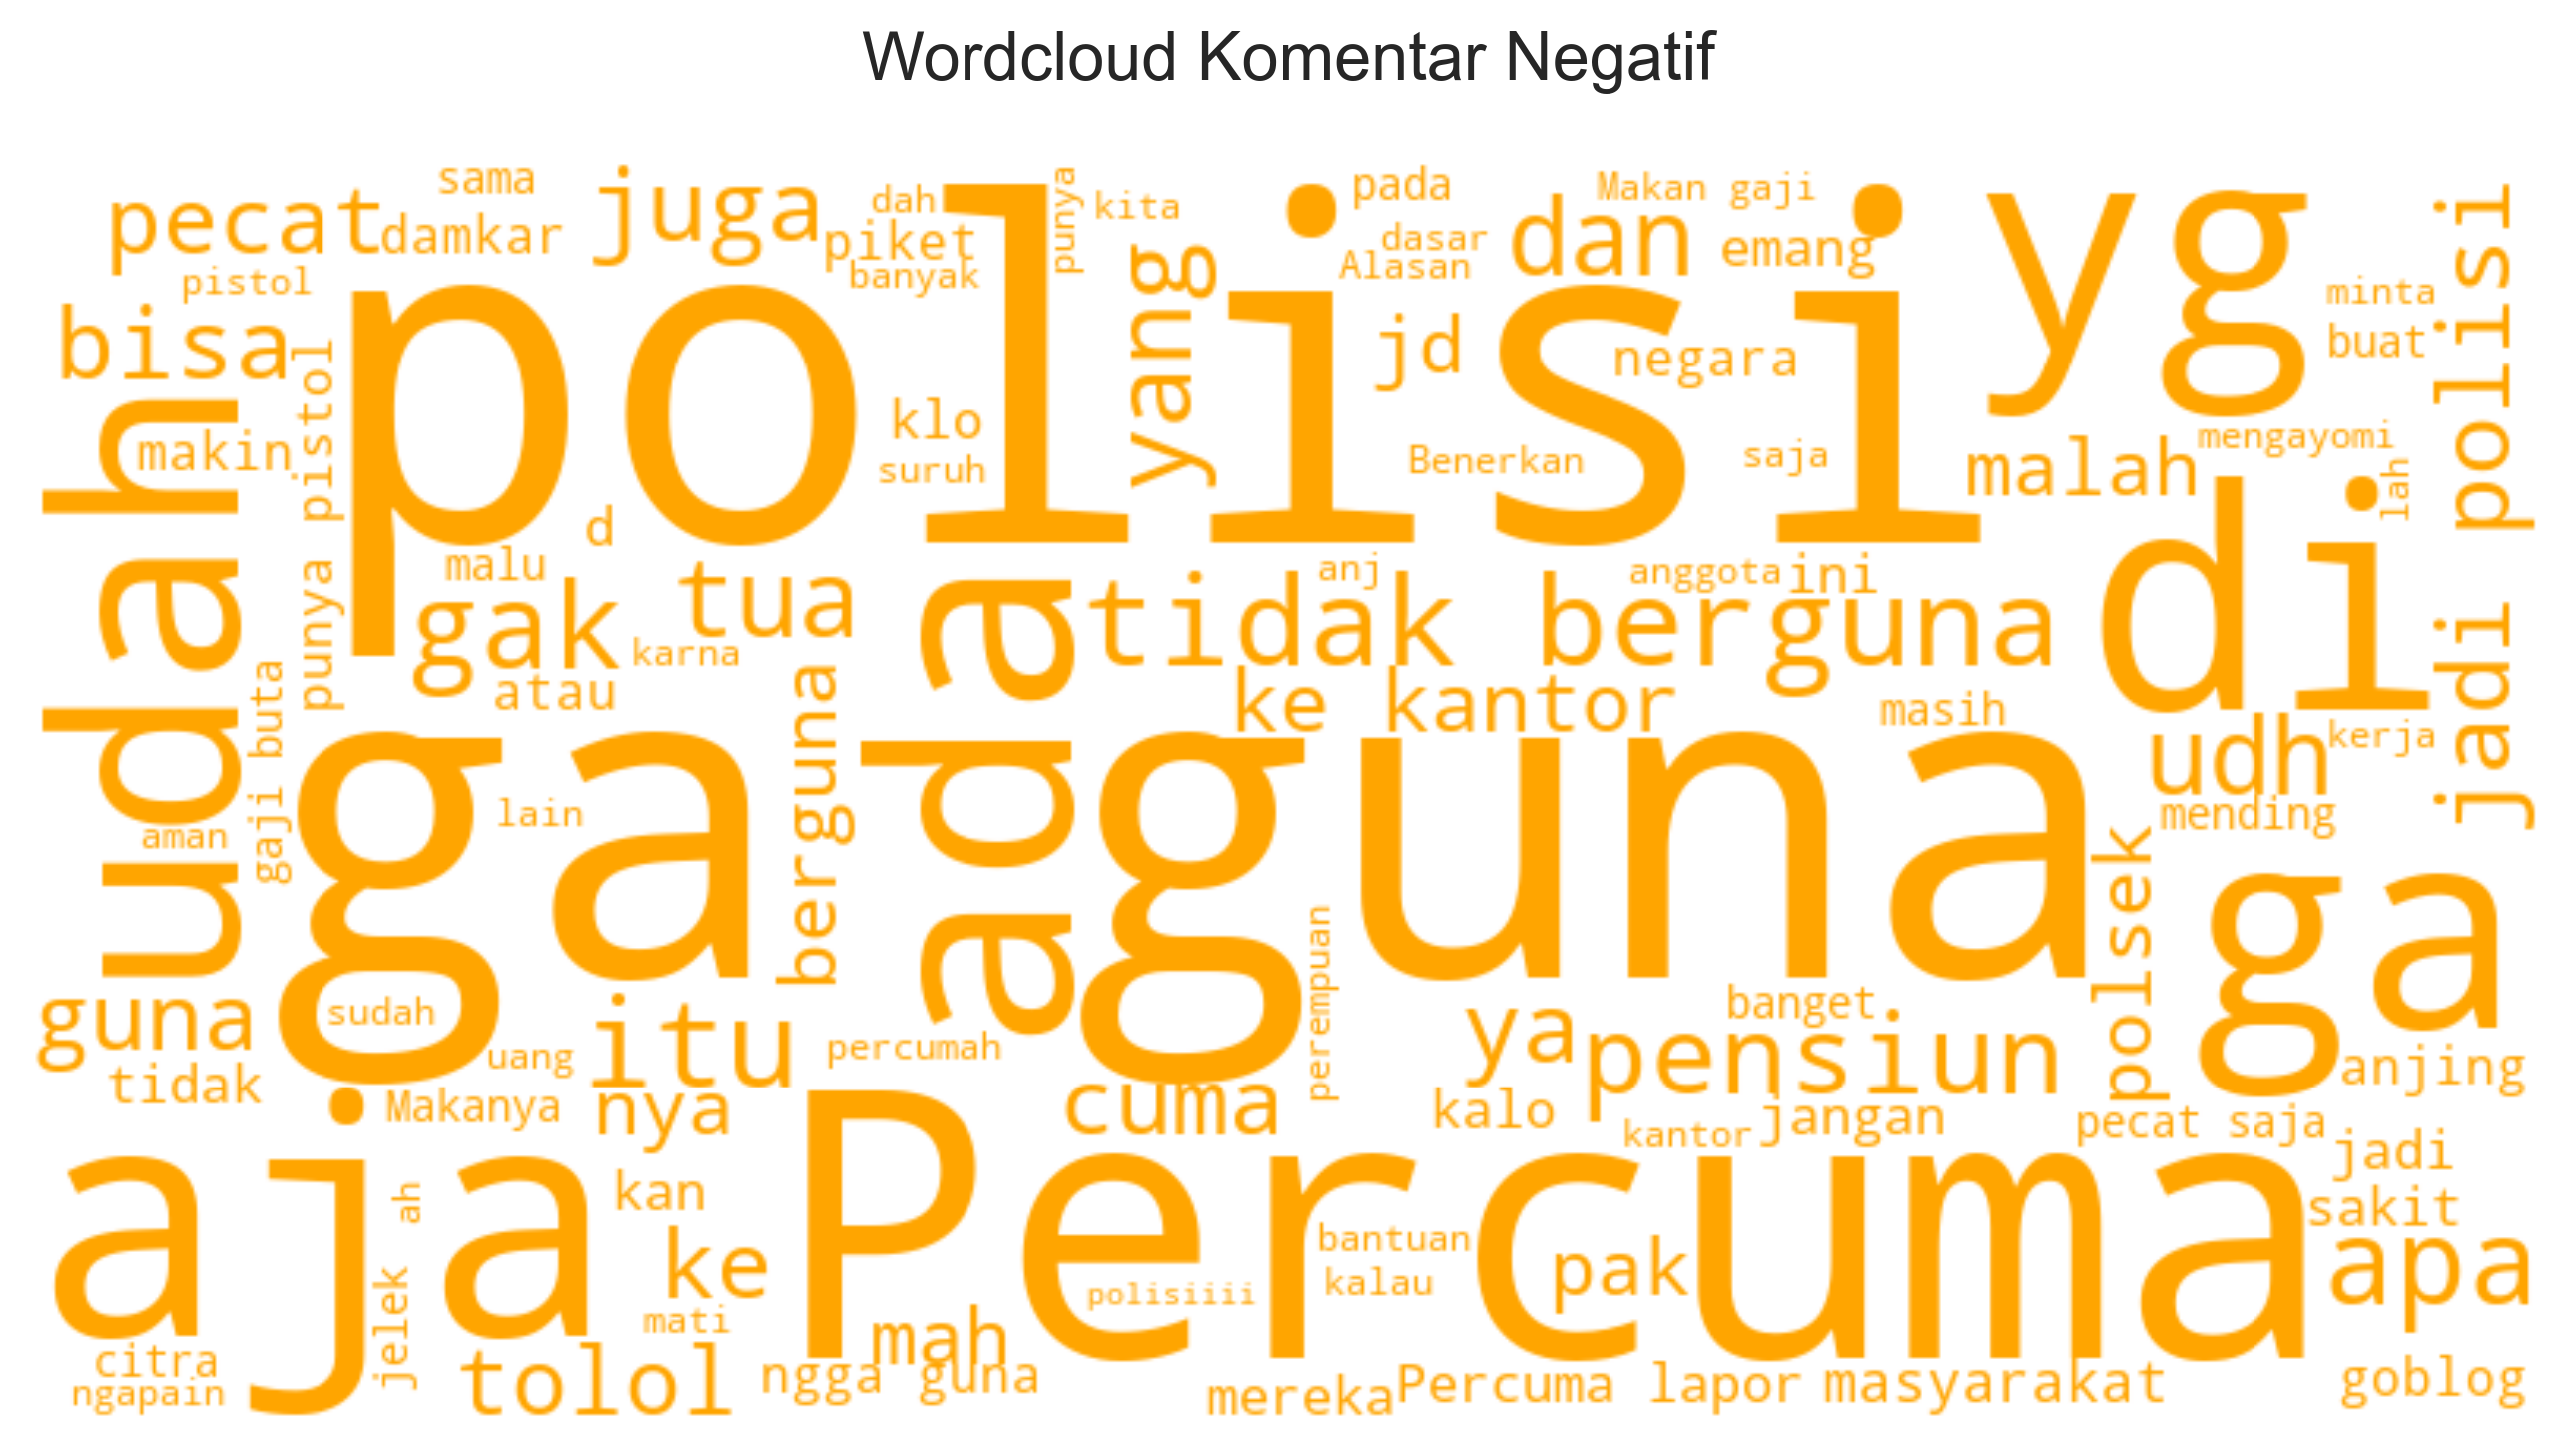 Wordcloud Komentar Negatif
sama
pecat
damkar
juga
dah
piket
banyak
punya
kita
pada
dasar
Alasan
Makan gaji
dan
emang
yg
pistol
bisa
polisi
yang
jd
negara
minta
buat
jadi polisi
makin
punya pistol
klo
suruh
Benerkan
saja
malah
mengayomi
lah
udah
d
malu
gak
tua
karna
atau
anj
anggota
ini
tidak berguna
di
ke kantor
masih
udh
kerja
mending
gaji buta
aman
ga guna
lain
berguna
ada
polsek
ga
guna
sudah
tidak
uang
itu
percumah
perempuan
ya
banget
pensiun
anjing
Makanya
nya
cuma
kalo
kantor
jangan
pecat saja
jadi
aja
ah
jelek
kan
ke
mati
Percuma
polisiiii
bantuan
kalau
pak
sakit
apa
citra
ngapain
tolol
mah
ngga guna
mereka
Percuma lapor
masyarakat
goblog